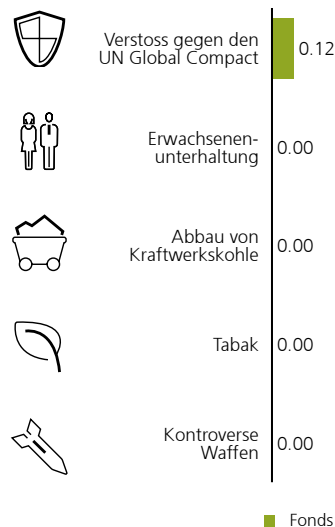 Verstoss gegen den
UN Global Compact
0.12
Erwachsenen-
unterhaltung
0.00
Abbau von
Kraftwerkskohle
0.00
Tabak
0.00
Kontroverse
Waffen
0.00
Fonds